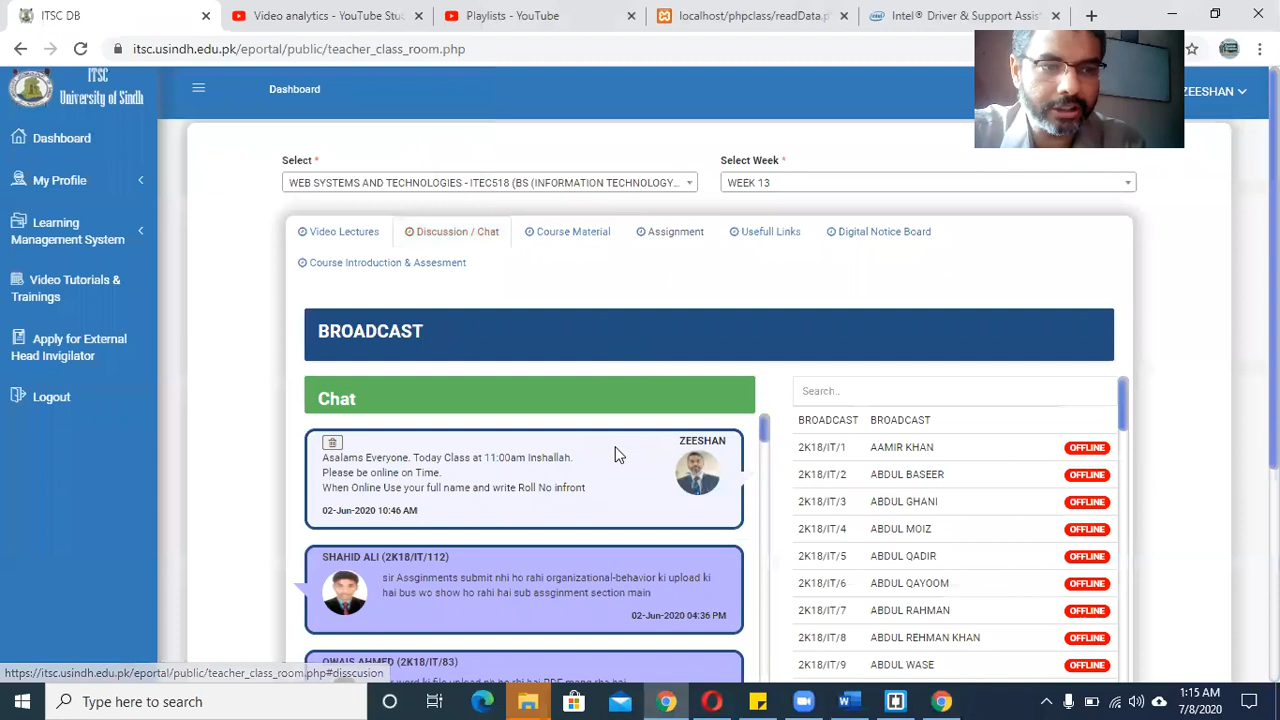 ITSC DB
Video analytics - YouTube Stu
Playlists - YouTube
localhost/phpclass/readData.p
Intel® Driver & Support Assis
itsc.usindh.edu.pk/eportal/public/teacher_class_room.php
ITSC
University of Sindh
Dashboard
ZEESHAN
Dashboard
My Profile
Learning
Management System
Video Tutorials &
Trainings
Apply for External
Head Invigilator
Logout
Select *
Select Week *
WEB SYSTEMS AND TECHNOLOGIES - ITEC518 (BS (INFORMATION TECHNOLOGY...
WEEK 13
Video Lectures
Discussion / Chat
Course Material
Assignment
Usefull Links
Digital Notice Board
Course Introduction & Assesment
BROADCAST
Chat
ZEESHAN
Asalams Everyone. Today Class at 11:00am Inshallah.
Please be online on Time.
When Online Use your full name and write Roll No infront
02-Jun-2020 10:46 AM
SHAHID ALI (2K18/IT/112)
sir Assginments submit nhi ho rahi organizational-behavior ki upload ki
hai bus wo show ho rahi hai sub assginment section main
02-Jun-2020 04:36 PM
OWAIS AHMED (2K18/IT/83)
Search..
BROADCAST BROADCAST
2K18/IT/1 AAMIR KHAN OFFLINE
2K18/IT/2 ABDUL BASEER OFFLINE
2K18/IT/3 ABDUL GHANI OFFLINE
2K18/IT/4 ABDUL MOIZ OFFLINE
2K18/IT/5 ABDUL QADIR OFFLINE
2K18/IT/6 ABDUL QAYOOM OFFLINE
2K18/IT/7 ABDUL RAHMAN OFFLINE
2K18/IT/8 ABDUL REHMAN KHAN OFFLINE
2K18/IT/9 ABDUL WASE OFFLINE
https://itsc.usindh.edu.pk/eportal/public/teacher_class_room.php#disscusion
Type here to search
1:15 AM
7/8/2020